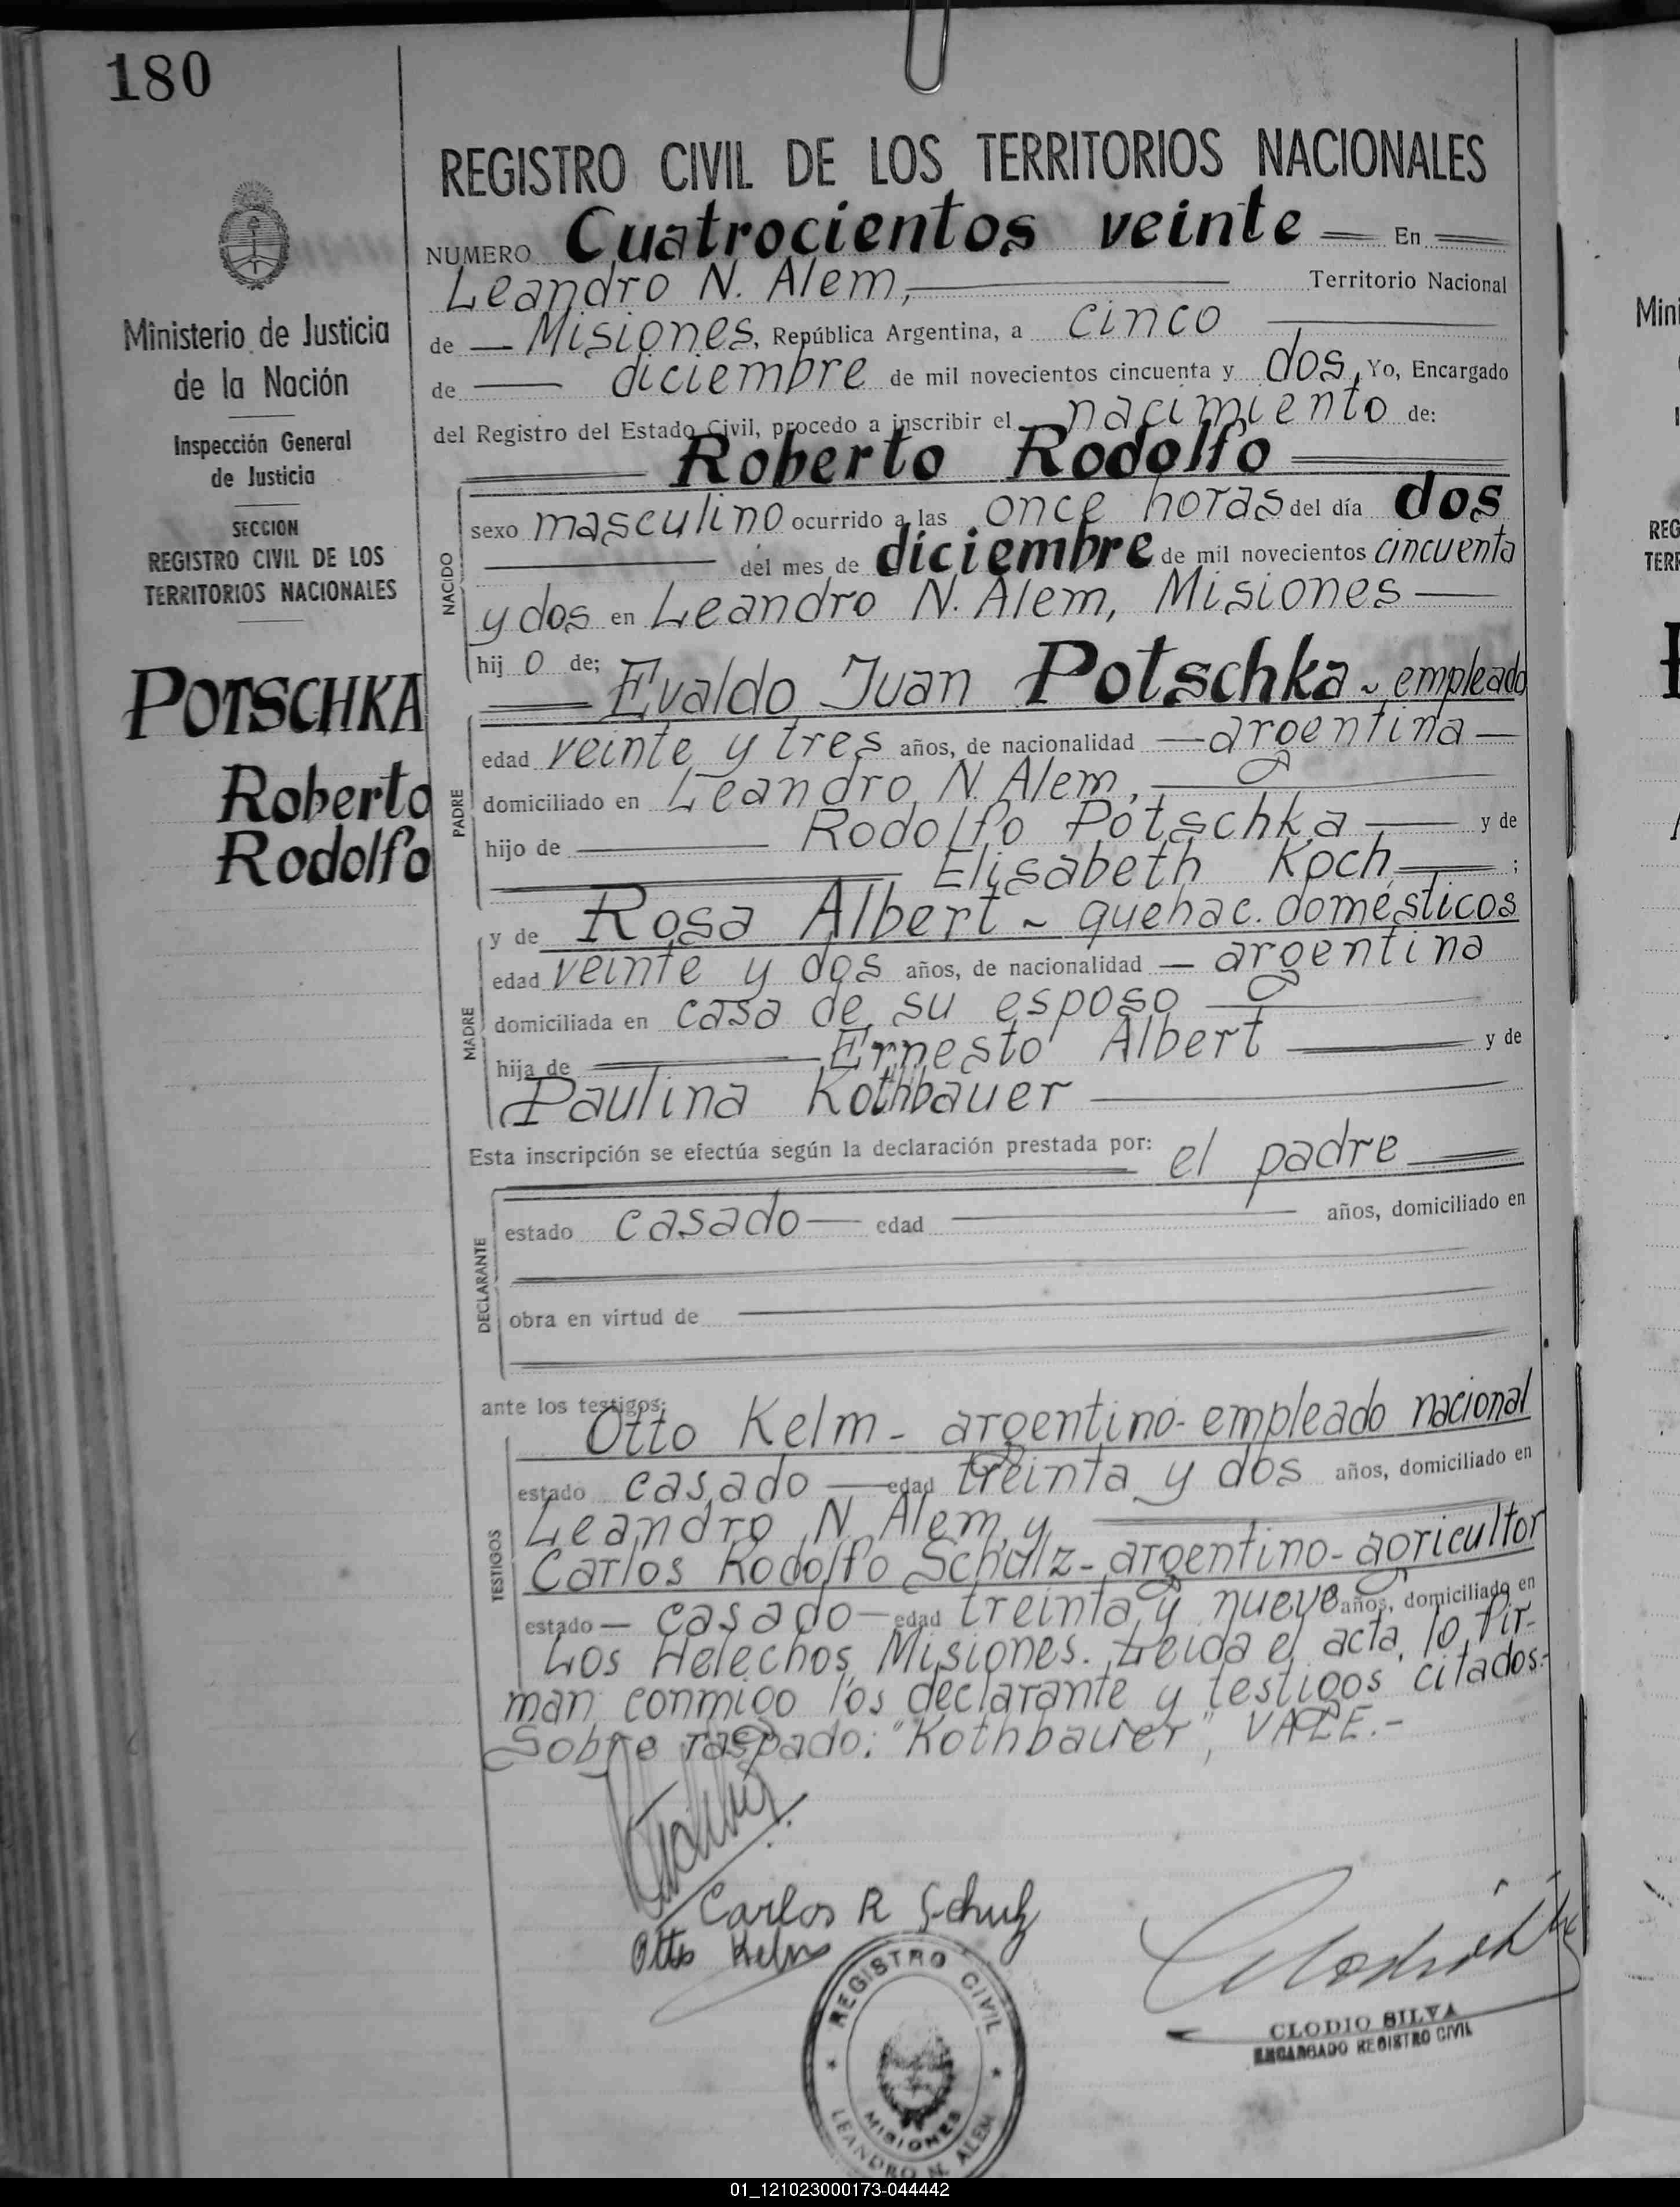 180
REGISTRO CIVIL DE LOS TERRITORIOS NACIONALES
NUMERO Cuatrocientos veinte En
Leandro N. Alem, Territorio Nacional
de Misiones, República Argentina, a cinco
de diciembre de mil novecientos cincuenta y dos, Yo, Encargado
del Registro del Estado Civil, procedo a inscribir el nacimiento de:
Roberto Rodolfo
NACIDO
sexo masculino ocurrido a las once horas del día dos
del mes de diciembre de mil novecientos cincuenta
y dos en Leandro N. Alem, Misiones
hij o de;
Evaldo Juan Potschka ~ empleado
PADRE
edad veinte y tres años, de nacionalidad argentina
domiciliado en Leandro N. Alem,
hijo de Rodolfo Potschka y de
Elisabeth Koch ;
y de Rosa Albert ~ quehac. domésticos
MADRE
edad veinte y dos años, de nacionalidad argentina
domiciliada en casa de su esposo
hija de Ernesto Albert y de
Paulina Kothbauer
Esta inscripción se efectúa según la declaración prestada por: el padre
DECLARANTE
estado casado edad años, domiciliado en
obra en virtud de
ante los testigos:
Otto Kelm - argentino - empleado nacional
TESTIGOS
estado casado edad treinta y dos años, domiciliado en
Leandro N. Alem, y
Carlos Rodolfo Schulz - argentino - agricultor
estado casado edad treinta y nueve años, domiciliado en
Los Helechos, Misiones. Leida el acta, lo fir-
man conmigo los declarante y testigos citados.-
Sobre raspado: "Kothbauer", VALE.-
Carlos R Schulz
Otto Kelm
REGISTRO CIVIL
MISIONES
LEANDRO N. ALEM
CLODIO SILVA
ENCARGADO REGISTRO CIVIL
Ministerio de Justicia
de la Nación
Inspección General
de Justicia
SECCION
REGISTRO CIVIL DE LOS
TERRITORIOS NACIONALES
POTSCHKA
Roberto
Rodolfo
Mini
REG
TERR
01_121023000173-044442